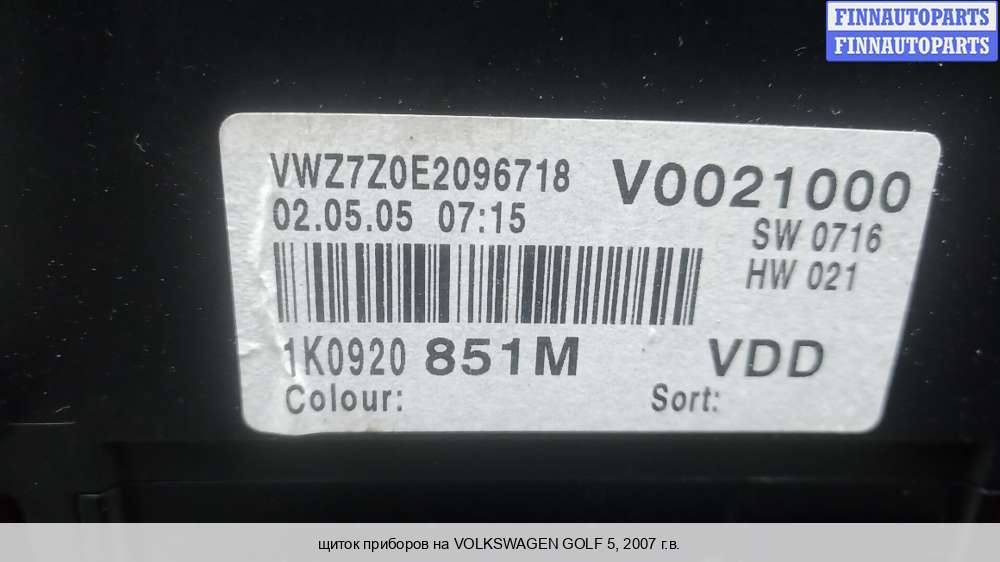 FINNAUTOPARTS
FINNAUTOPARTS
VWZ7Z0E2096718 V0021000
02.05.05 07:15 SW 0716
HW 021
1K0920 851M VDD
Colour: Sort:
щиток приборов на VOLKSWAGEN GOLF 5, 2007 г.в.